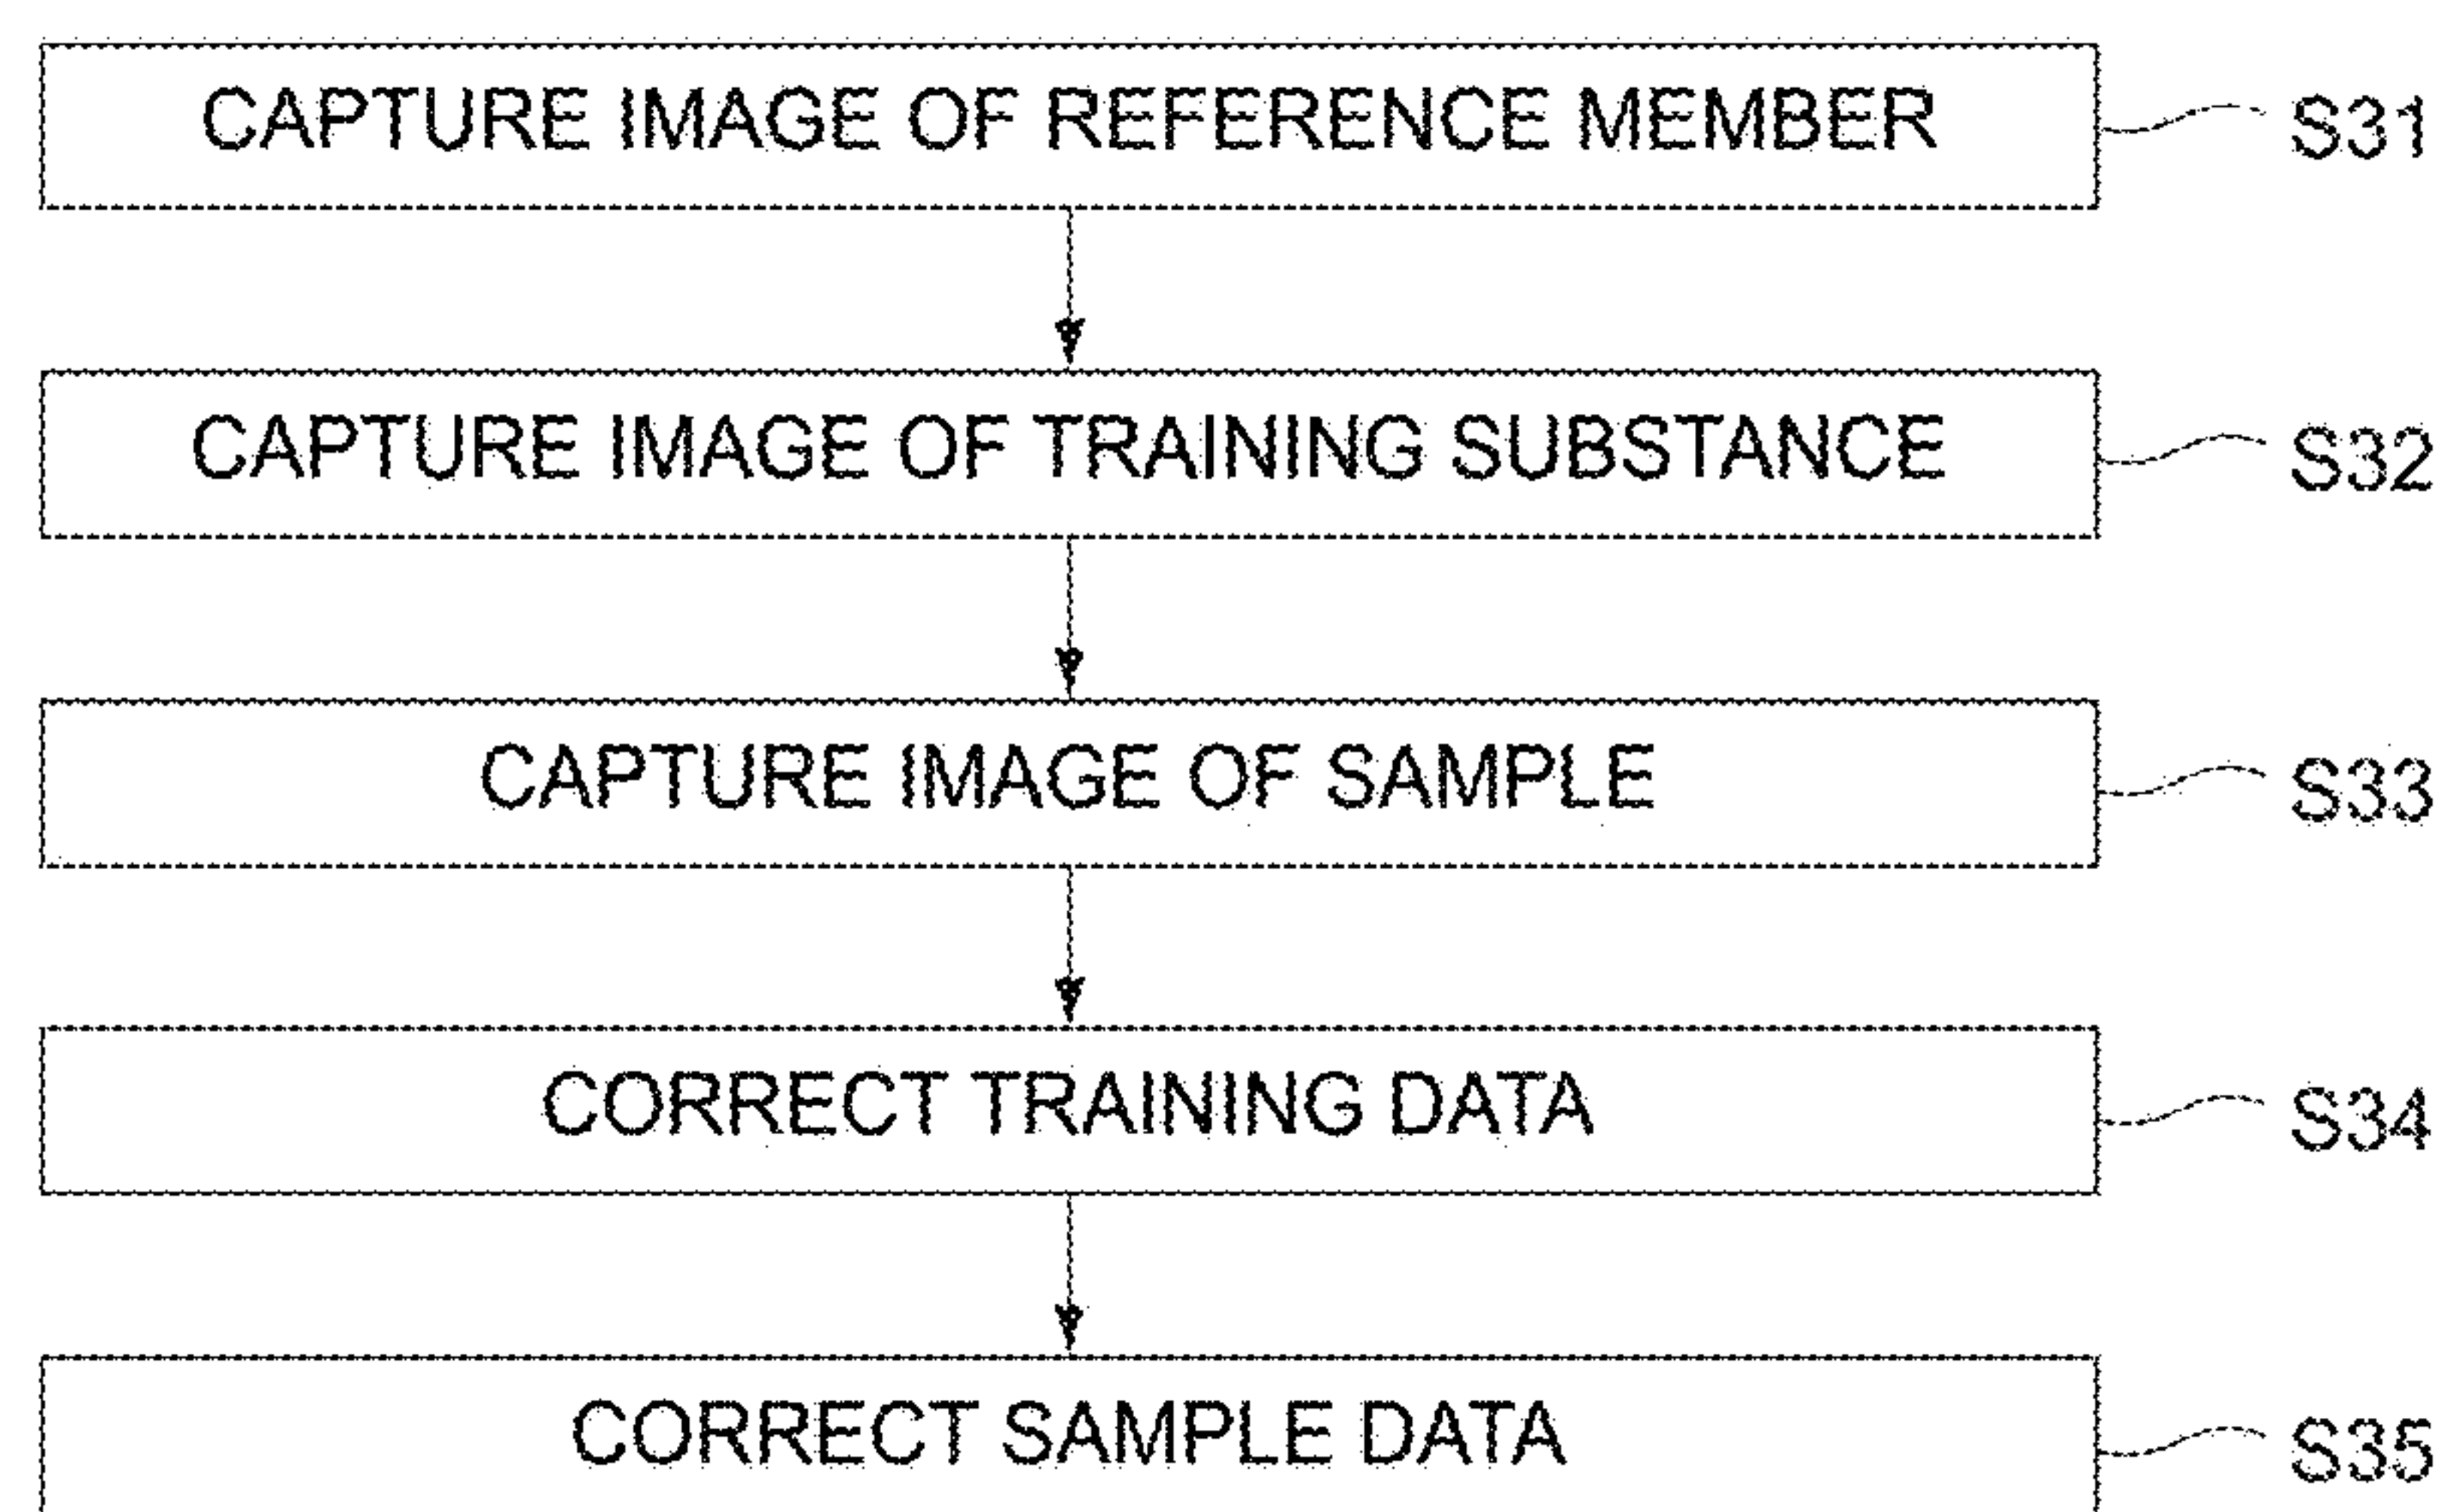 CAPTURE IMAGE OF REFERENCE MEMBER S31
CAPTURE IMAGE OF TRAINING SUBSTANCE S32
CAPTURE IMAGE OF SAMPLE S33
CORRECT TRAINING DATA S34
CORRECT SAMPLE DATA S35